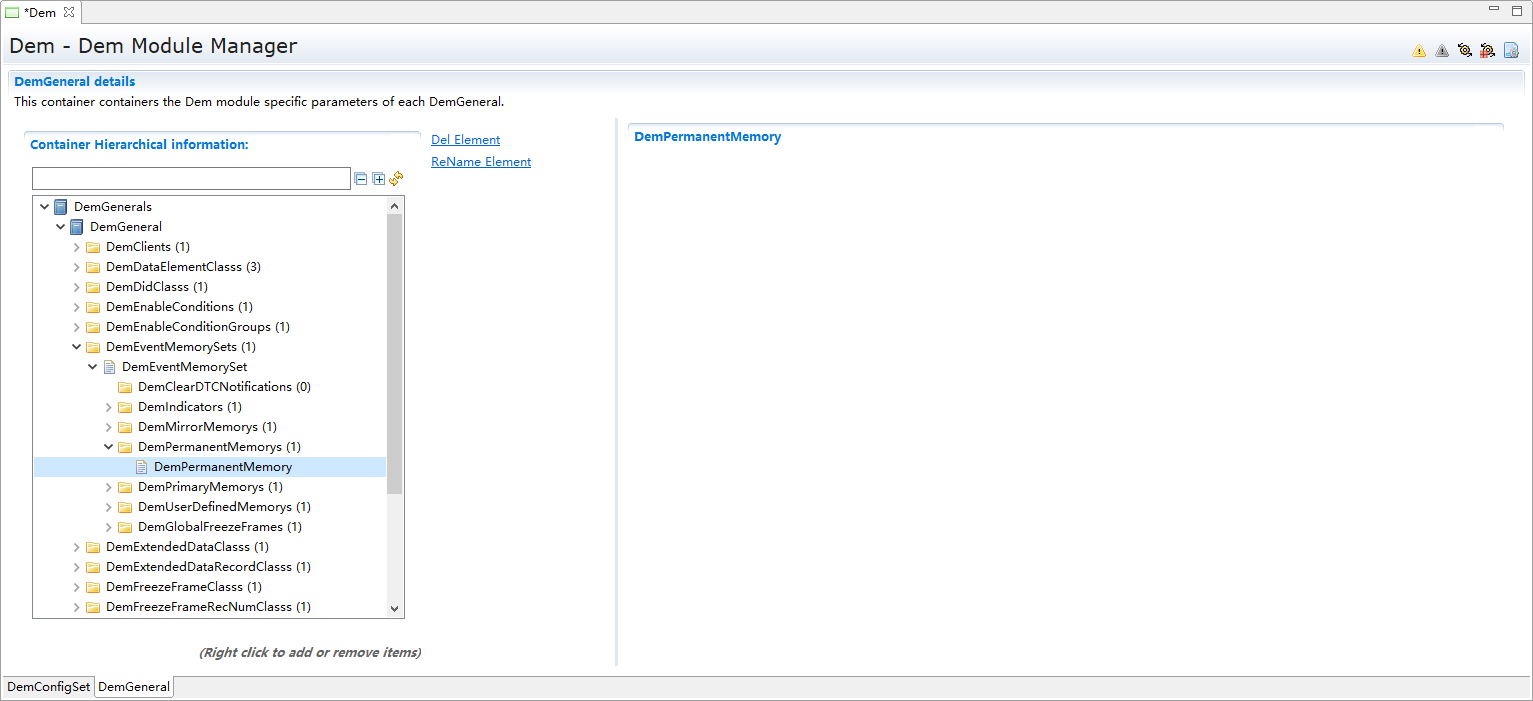 *Dem
Dem - Dem Module Manager
DemGeneral details
This container containers the Dem module specific parameters of each DemGeneral.
Container Hierarchical information:
Del Element
ReName Element
DemGenerals
DemGeneral
DemClients (1)
DemDataElementClasss (3)
DemDidClasss (1)
DemEnableConditions (1)
DemEnableConditionGroups (1)
DemEventMemorySets (1)
DemEventMemorySet
DemClearDTCNotifications (0)
DemIndicators (1)
DemMirrorMemorys (1)
DemPermanentMemorys (1)
DemPermanentMemory
DemPrimaryMemorys (1)
DemUserDefinedMemorys (1)
DemGlobalFreezeFrames (1)
DemExtendedDataClasss (1)
DemExtendedDataRecordClasss (1)
DemFreezeFrameClasss (1)
DemFreezeFrameRecNumClasss (1)
(Right click to add or remove items)
DemPermanentMemory
DemConfigSet
DemGeneral